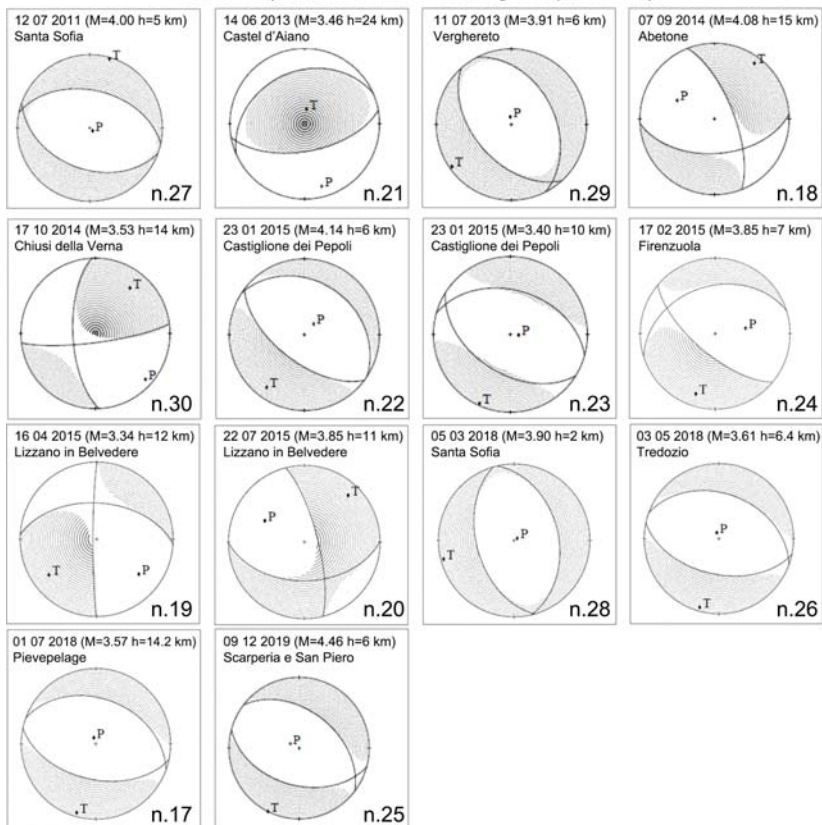 12 07 2011 (M=4.00 h=5 km)
Santa Sofia
T
P
n.27
14 06 2013 (M=3.46 h=24 km)
Castel d'Aiano
T
P
n.21
11 07 2013 (M=3.91 h=6 km)
Verghereto
P
T
n.29
07 09 2014 (M=4.08 h=15 km)
Abetone
T
P
n.18
17 10 2014 (M=3.53 h=14 km)
Chiusi della Verna
T
P
n.30
23 01 2015 (M=4.14 h=6 km)
Castiglione dei Pepoli
P
T
n.22
23 01 2015 (M=3.40 h=10 km)
Castiglione dei Pepoli
P
T
n.23
17 02 2015 (M=3.85 h=7 km)
Firenzuola
P
T
n.24
16 04 2015 (M=3.34 h=12 km)
Lizzano in Belvedere
T
P
n.19
22 07 2015 (M=3.85 h=11 km)
Lizzano in Belvedere
T
P
n.20
05 03 2018 (M=3.90 h=2 km)
Santa Sofia
P
T
n.28
03 05 2018 (M=3.61 h=6.4 km)
Tredozio
P
T
n.26
01 07 2018 (M=3.57 h=14.2 km)
Pievepelage
P
T
n.17
09 12 2019 (M=4.46 h=6 km)
Scarperia e San Piero
P
T
n.25